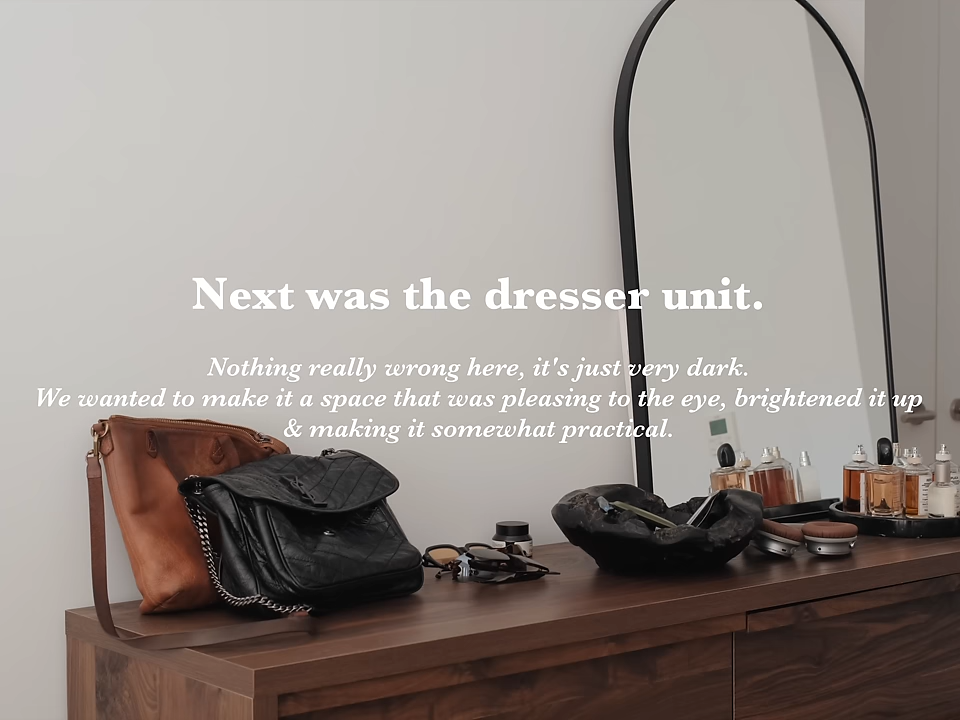 Next was the dresser unit.
Nothing really wrong here, it's just very dark.
We wanted to make it a space that was pleasing to the eye, brightened it up
& making it somewhat practical.